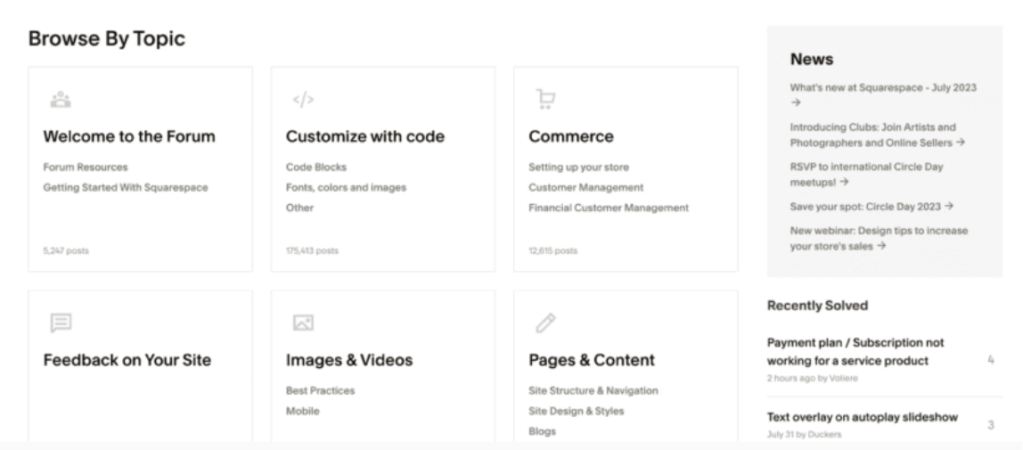 Browse By Topic
Welcome to the Forum
Forum Resources
Getting Started With Squarespace
5,247 posts
</>
Customize with code
Code Blocks
Fonts, colors and images
Other
175,413 posts
Commerce
Setting up your store
Customer Management
Financial Customer Management
12,615 posts
Feedback on Your Site
Images & Videos
Best Practices
Mobile
Pages & Content
Site Structure & Navigation
Site Design & Styles
Blogs
News
What's new at Squarespace - July 2023
→
Introducing Clubs: Join Artists and
Photographers and Online Sellers →
RSVP to international Circle Day
meetups! →
Save your spot: Circle Day 2023 →
New webinar: Design tips to increase
your store's sales →
Recently Solved
Payment plan / Subscription not
working for a service product
4
2 hours ago by Voliere
Text overlay on autoplay slideshow
3
July 31 by Duckers